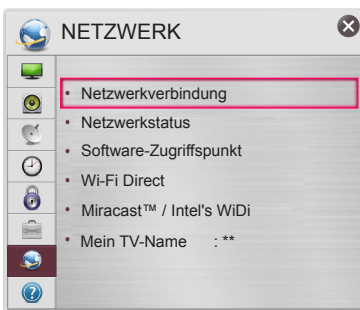 NETZWERK
• Netzwerkverbindung
• Netzwerkstatus
• Software-Zugriffspunkt
• Wi-Fi Direct
• Miracast™ / Intel's WiDi
• Mein TV-Name : **